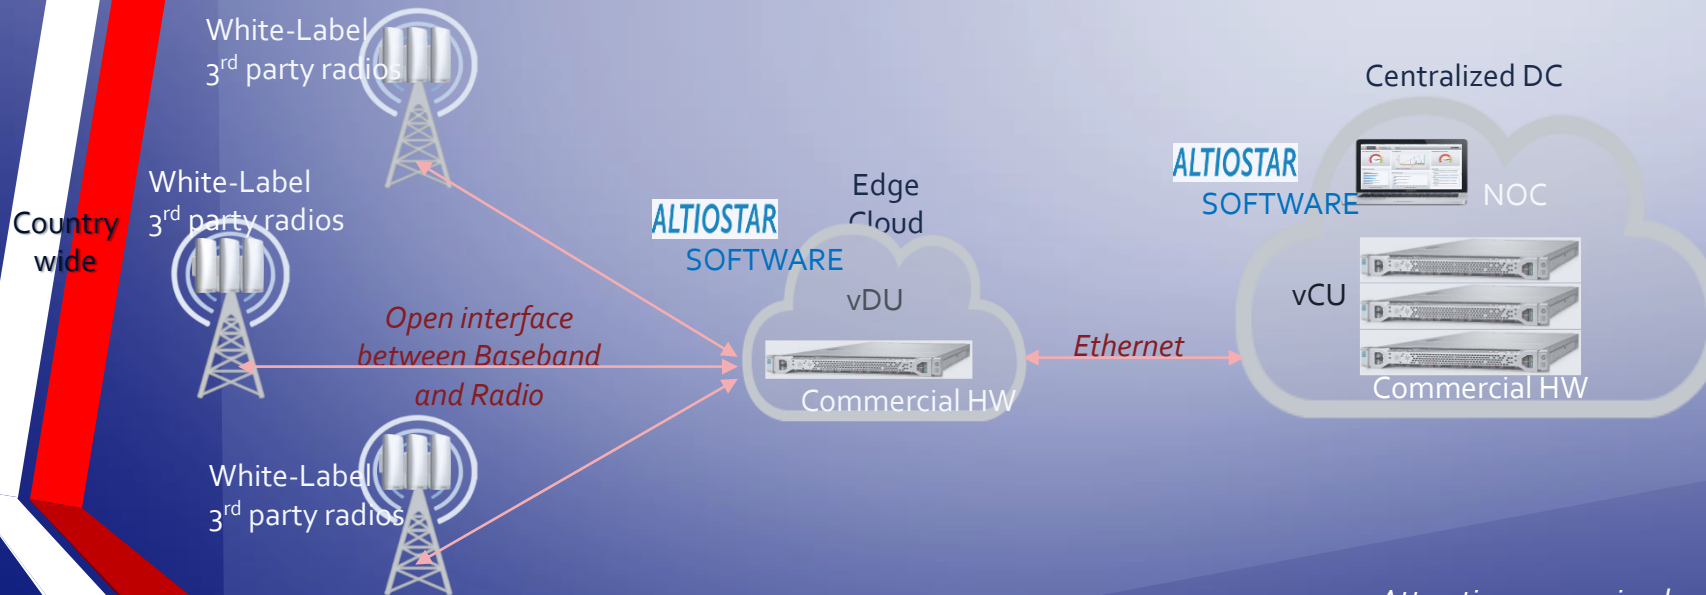 White-Label
3rd party radios
Centralized DC
ALTIOSTAR
SOFTWARE
NOC
White-Label
3rd party radios
Country
wide
Edge
Cloud
ALTIOSTAR
SOFTWARE
vDU
vCU
Open interface
between Baseband
and Radio
Ethernet
Commercial HW
Commercial HW
White-Label
3rd party radios